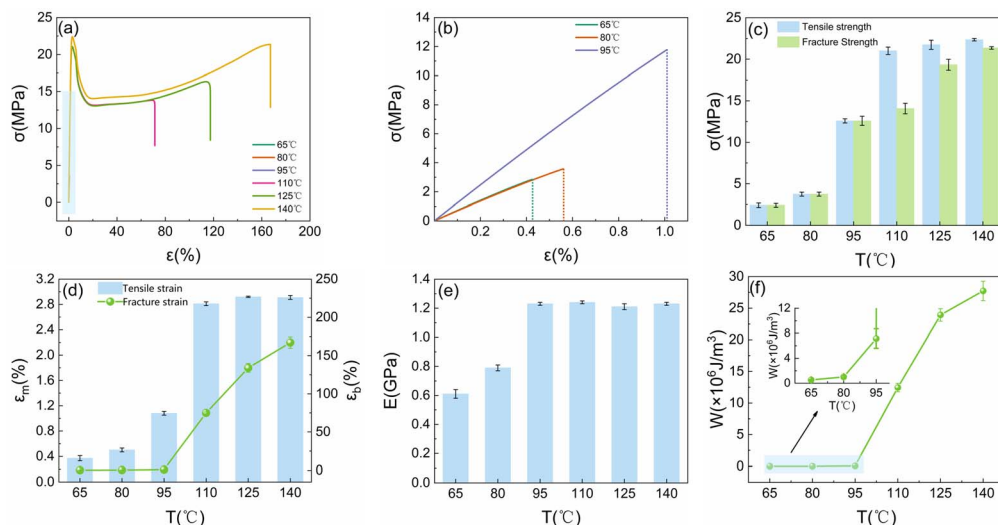 (a)
σ(MPa)
25
20
15
10
5
0
0 40 80 120 160 200
ε(%)
65℃
80℃
95℃
110℃
125℃
140℃
(b)
σ(MPa)
14
12
10
8
6
4
2
0
0.2 0.4 0.6 0.8 1.0
ε(%)
65℃
80℃
95℃
(c)
Tensile strength
Fracture Strength
σ(MPa)
25
20
15
10
5
0
65 80 95 110 125 140
T(℃)
(d)
Tensile strain
Fracture strain
εm(%)
3.2
2.8
2.4
2.0
1.6
1.2
0.8
0.4
0.0
εb(%)
250
200
150
100
50
0
65 80 95 110 125 140
T(℃)
(e)
E(GPa)
1.4
1.2
1.0
0.8
0.6
0.4
0.2
0.0
65 80 95 110 125 140
T(℃)
(f)
W(×10⁶J/m³)
30
25
20
15
10
5
0
65 80 95 110 125 140
T(℃)
W(×10⁶J/m³)
12
8
4
0
65 80 95
T(℃)